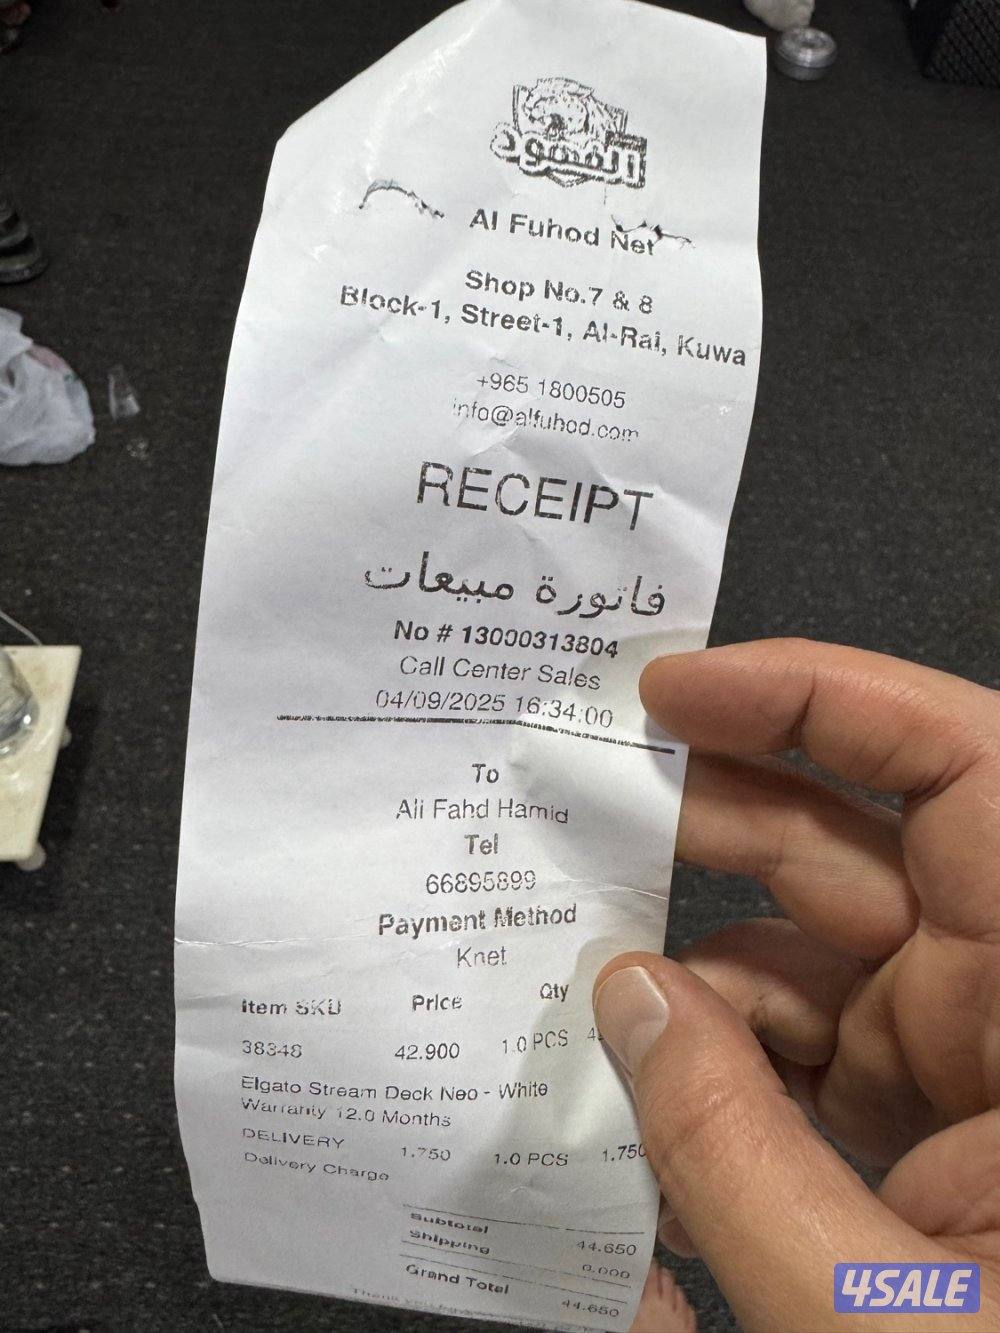 الفهود
Al Fuhod Net
Shop No.7 & 8
Block-1, Street-1, Al-Rai, Kuwa
+965 1800505
info@alfuhod.com
RECEIPT
فاتورة مبيعات
No # 13000313804
Call Center Sales
04/09/2025 16:34:00
To
Ali Fahd Hamid
Tel
66895899
Payment Method
Knet
Item SKU Price Qty
38348 42.900 1.0 PCS
Elgato Stream Deck Neo - White
Warranty 12.0 Months
DELIVERY 1.750 1.0 PCS 1.750
Delivery Charge
Subtotal 44.650
Shipping 0.000
Grand Total 44.650
Thank you
4SALE